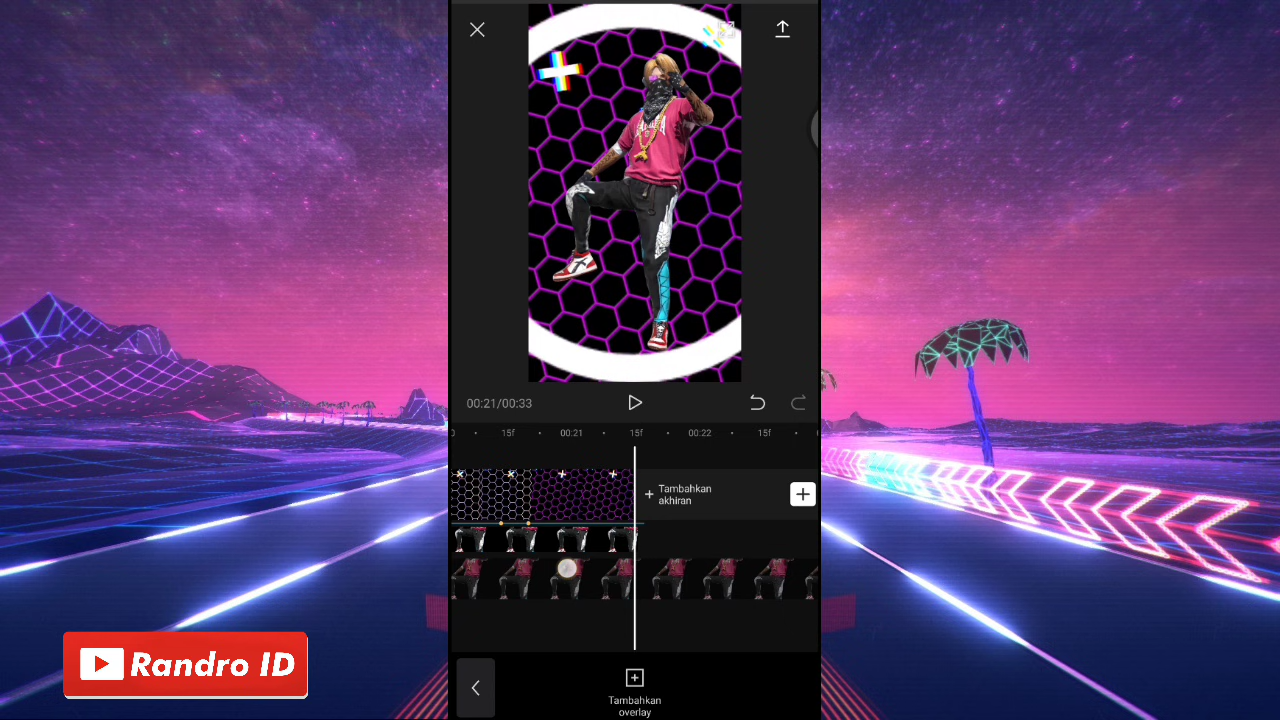 00:21/00:33
15f
00:21
15f
00:22
15f
Tambahkan
akhiran
Randro ID
Tambahkan
overlay